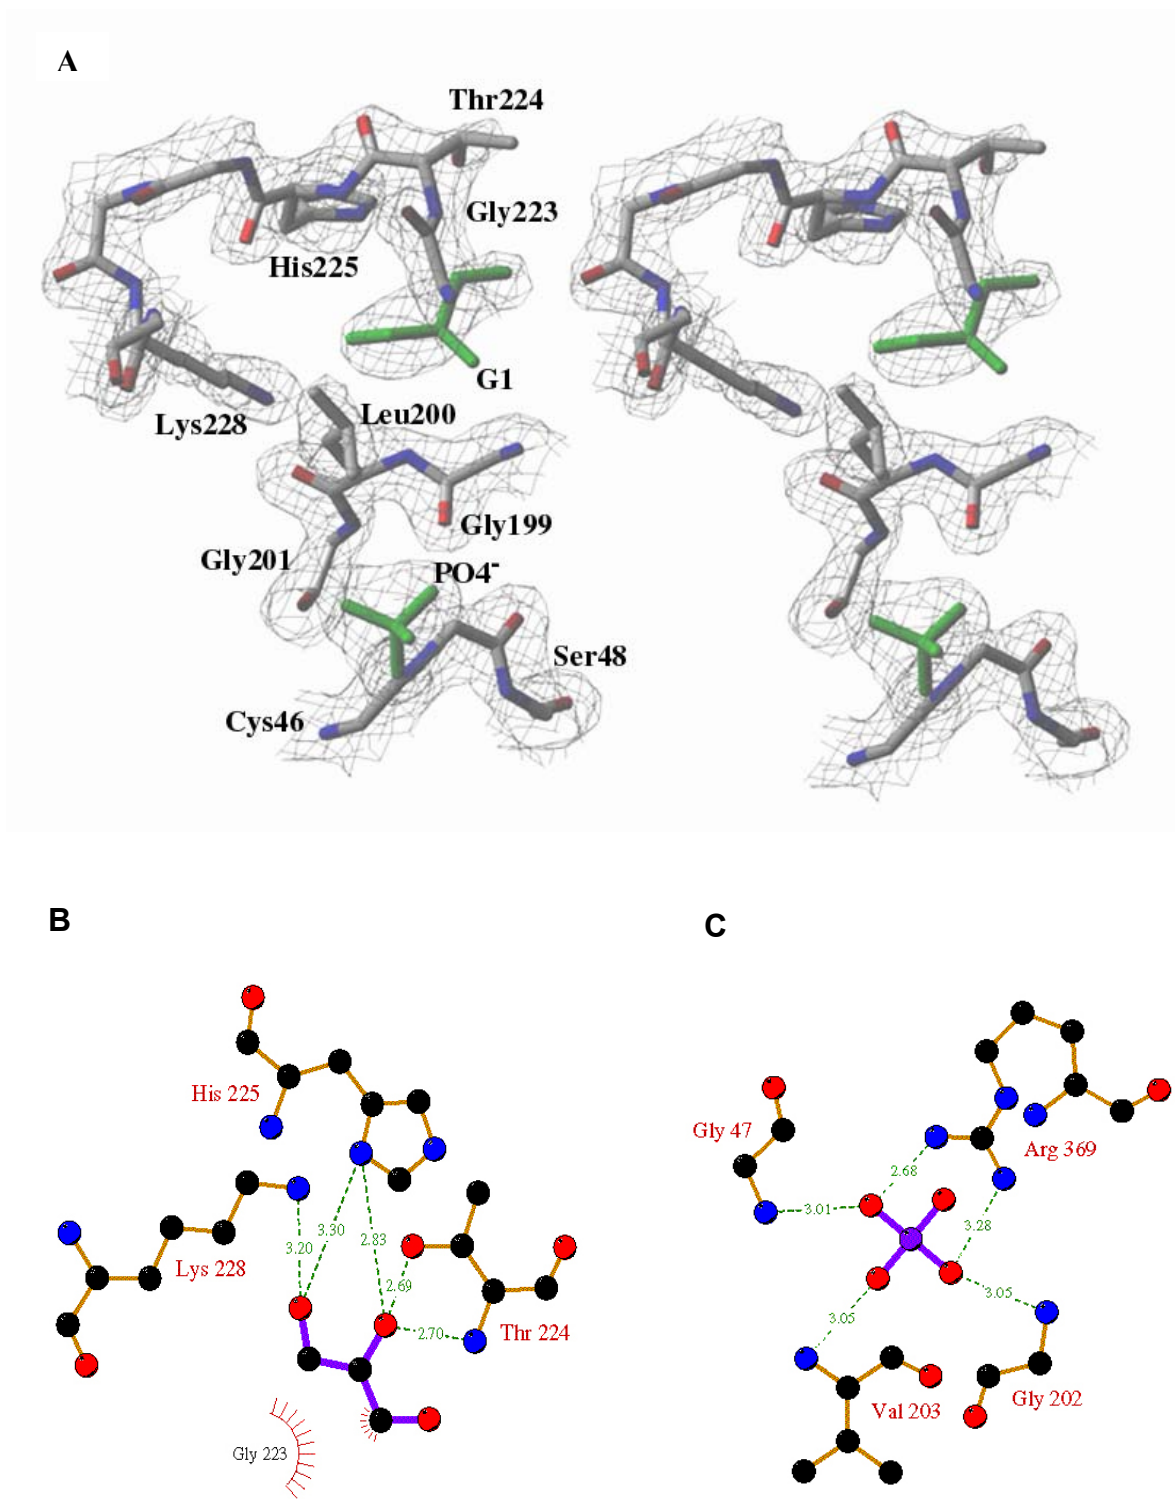 A
Thr224
Gly223
His225
G1
Leu200
Lys228
Gly199
Gly201
PO4-
Ser48
Cys46
B
C
His 225
Gly 47
Arg 369
2.68
3.01
3.28
3.30
2.83
3.20
Lys 228
2.69
3.05
3.05
2.70
Thr 224
Gly 202
Val 203
Gly 223